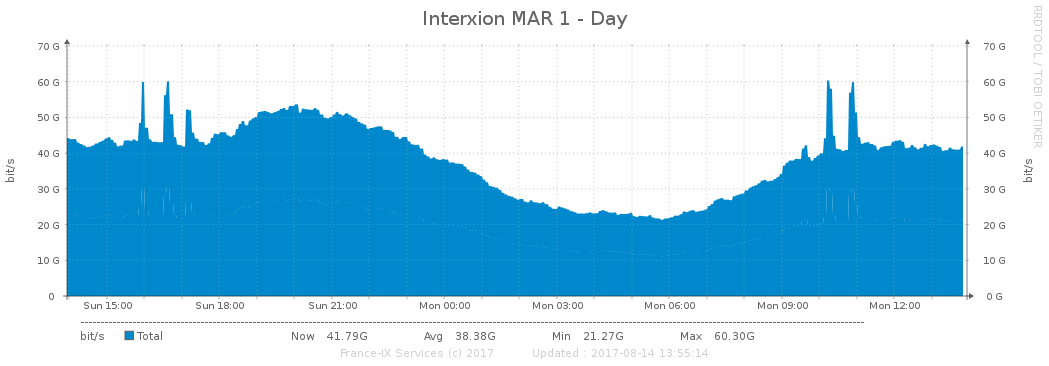 Interxion MAR 1 - Day
RRDTOOL / TOBI OETIKER
70 G 70 G
60 G 60 G
50 G 50 G
40 G 40 G
30 G 30 G
20 G 20 G
10 G 10 G
0 0 G
bit/s bit/s
Sun 15:00 Sun 18:00 Sun 21:00 Mon 00:00 Mon 03:00 Mon 06:00 Mon 09:00 Mon 12:00
bit/s Total Now 41.79G Avg 38.38G Min 21.27G Max 60.30G
France-IX Services (c) 2017 Updated : 2017-08-14 13:55:14